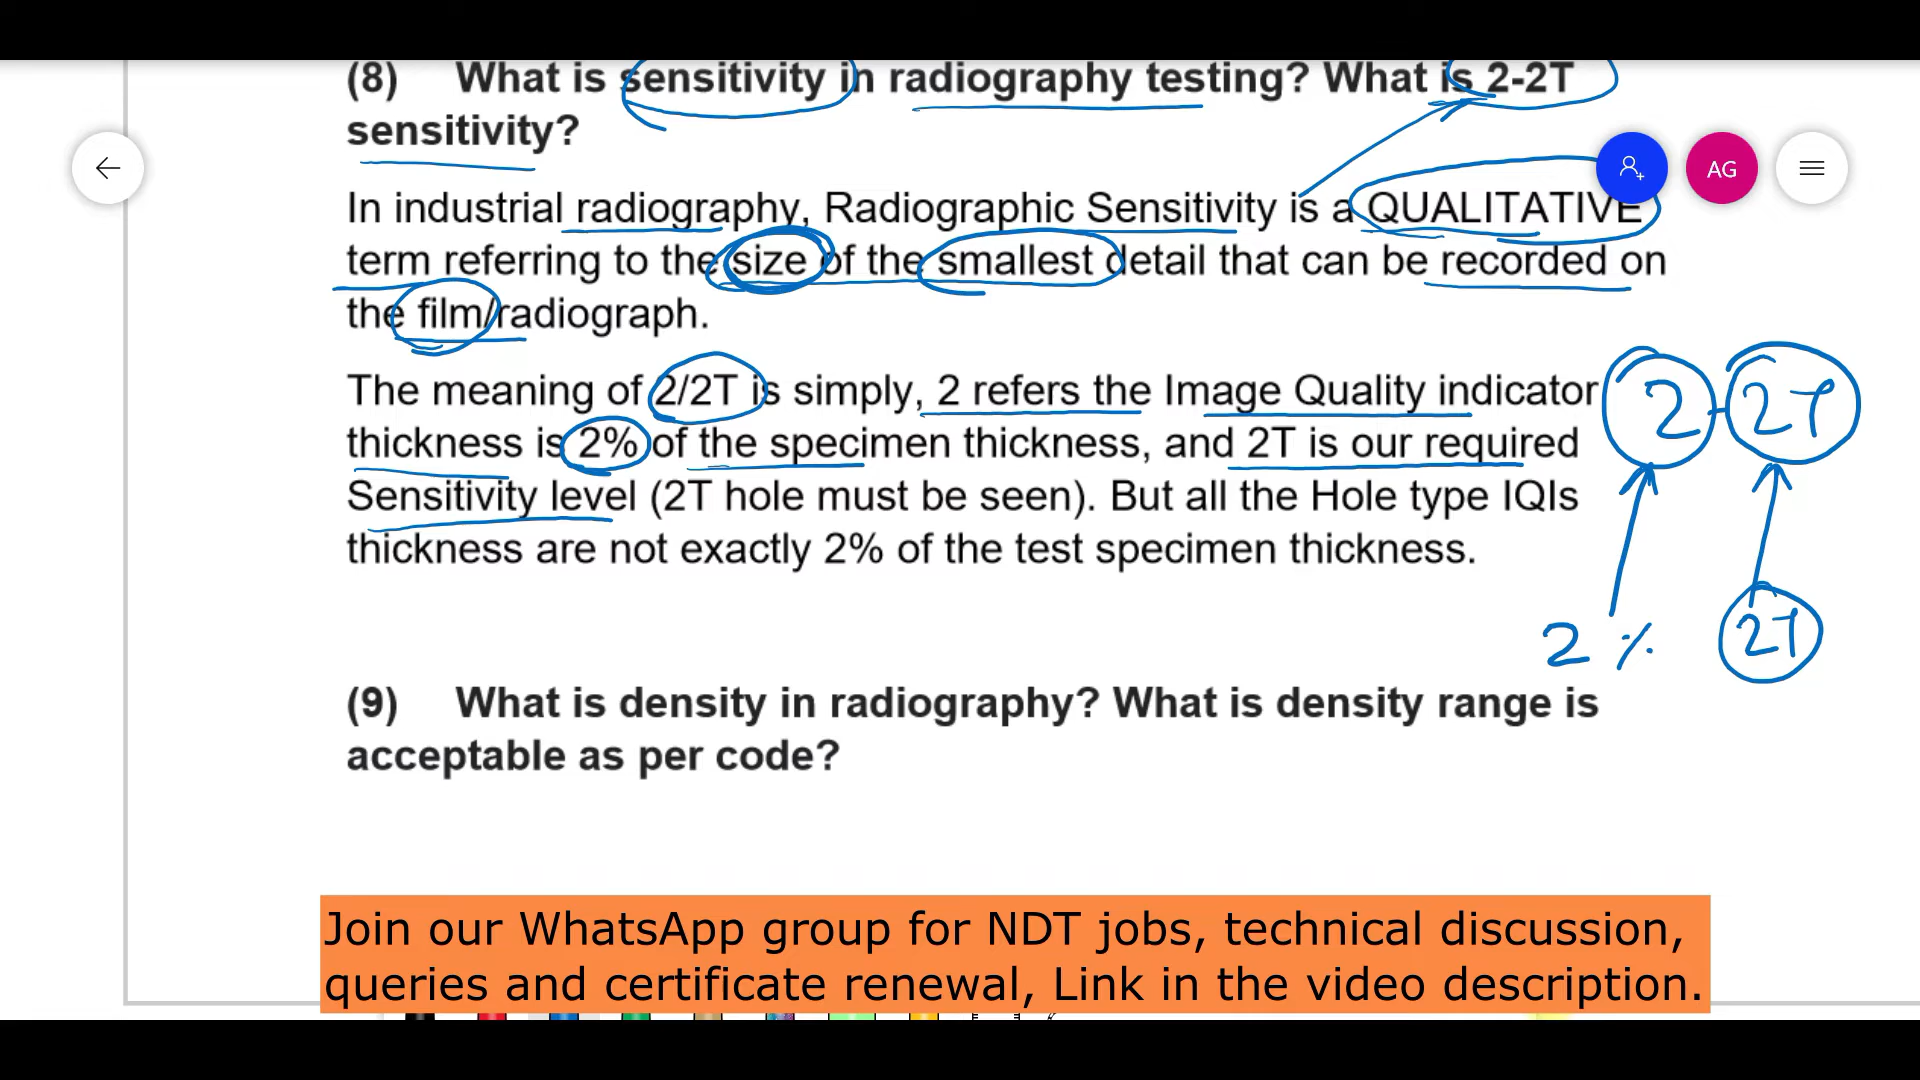 (8) What is sensitivity in radiography testing? What is 2-2T
sensitivity?
AG
In industrial radiography, Radiographic Sensitivity is a QUALITATIVE
term referring to the size of the smallest detail that can be recorded on
the film/radiograph.
The meaning of 2/2T is simply, 2 refers the Image Quality indicator
thickness is 2% of the specimen thickness, and 2T is our required
Sensitivity level (2T hole must be seen). But all the Hole type IQIs
thickness are not exactly 2% of the test specimen thickness.
2 - 2T
2 % 2T
(9) What is density in radiography? What is density range is
acceptable as per code?
Join our WhatsApp group for NDT jobs, technical discussion,
queries and certificate renewal, Link in the video description.